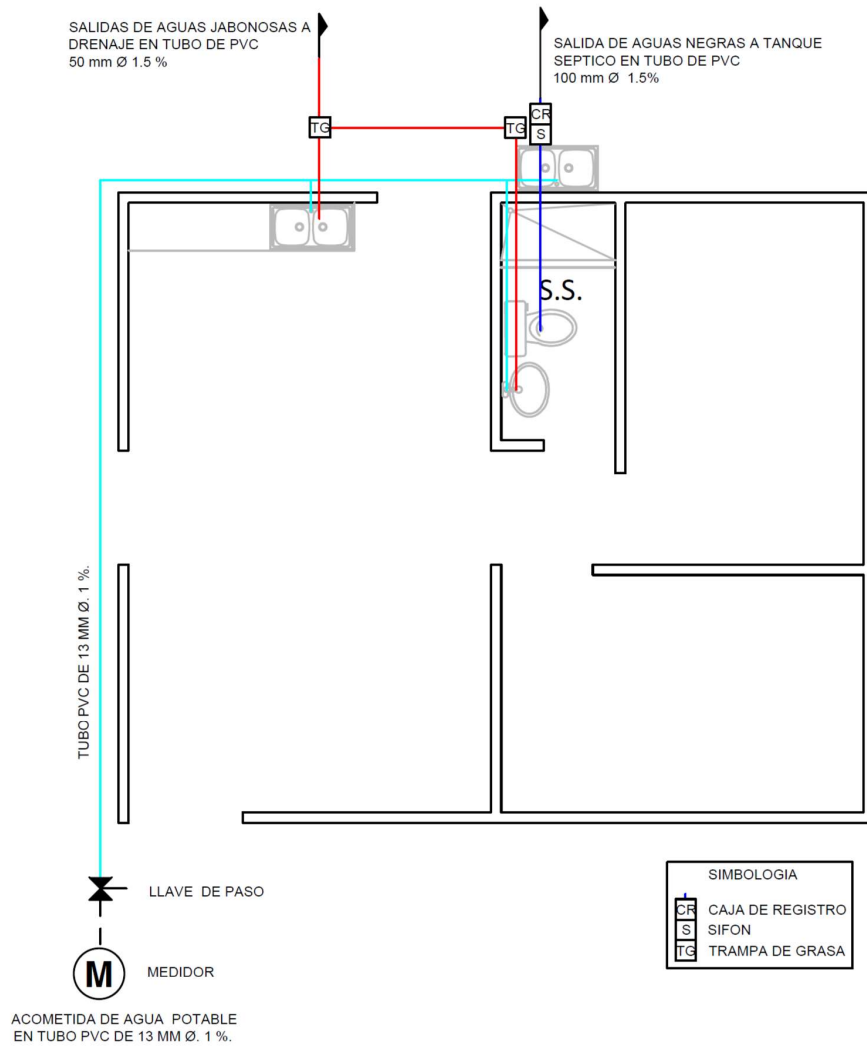 SALIDAS DE AGUAS JABONOSAS A
DRENAJE EN TUBO DE PVC
50 mm Ø 1.5 %
SALIDA DE AGUAS NEGRAS A TANQUE
SEPTICO EN TUBO DE PVC
100 mm Ø 1.5%
TG
TG
CR
S
S.S.
TUBO PVC DE 13 MM Ø. 1 %.
LLAVE DE PASO
M
MEDIDOR
ACOMETIDA DE AGUA POTABLE
EN TUBO PVC DE 13 MM Ø. 1 %.
SIMBOLOGIA
CR CAJA DE REGISTRO
S SIFON
TG TRAMPA DE GRASA